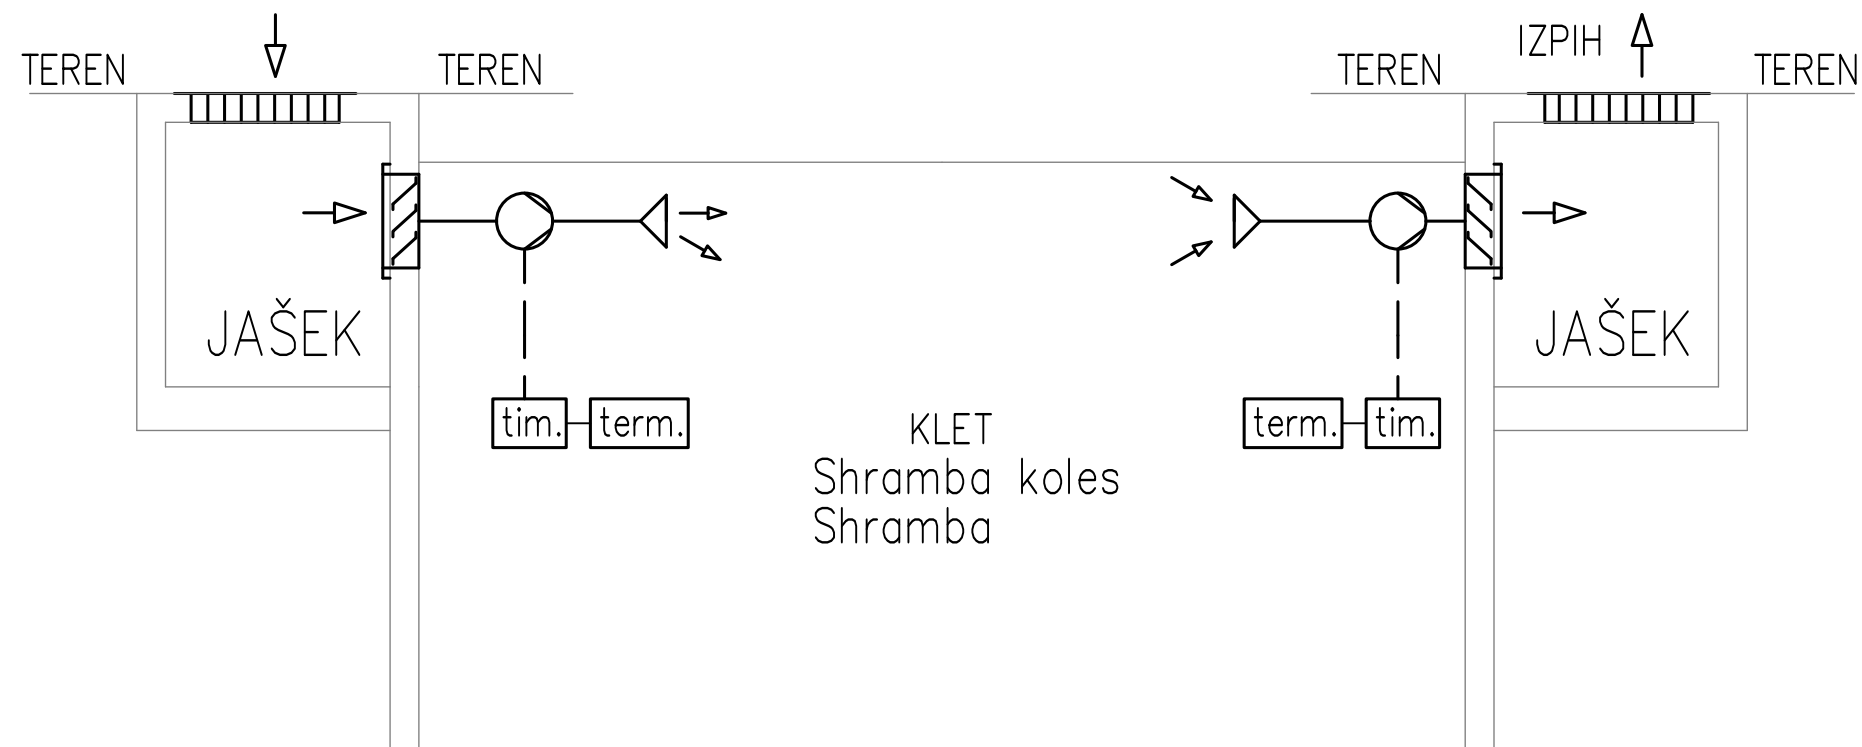 IZPIH
TEREN TEREN TEREN TEREN
JAŠEK JAŠEK
tim. term. term. tim.
KLET
Shramba koles
Shramba